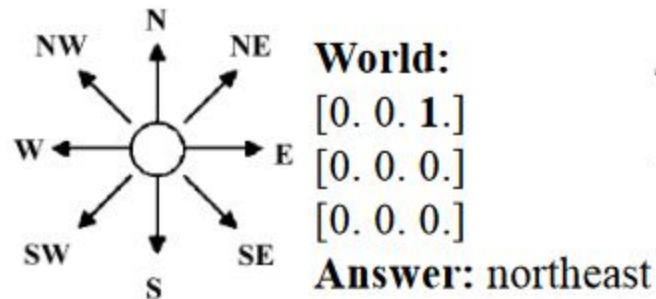 N
NW NE
W E
SW SE
S
World:
[0. 0. 1.]
[0. 0. 0.]
[0. 0. 0.]
Answer: northeast